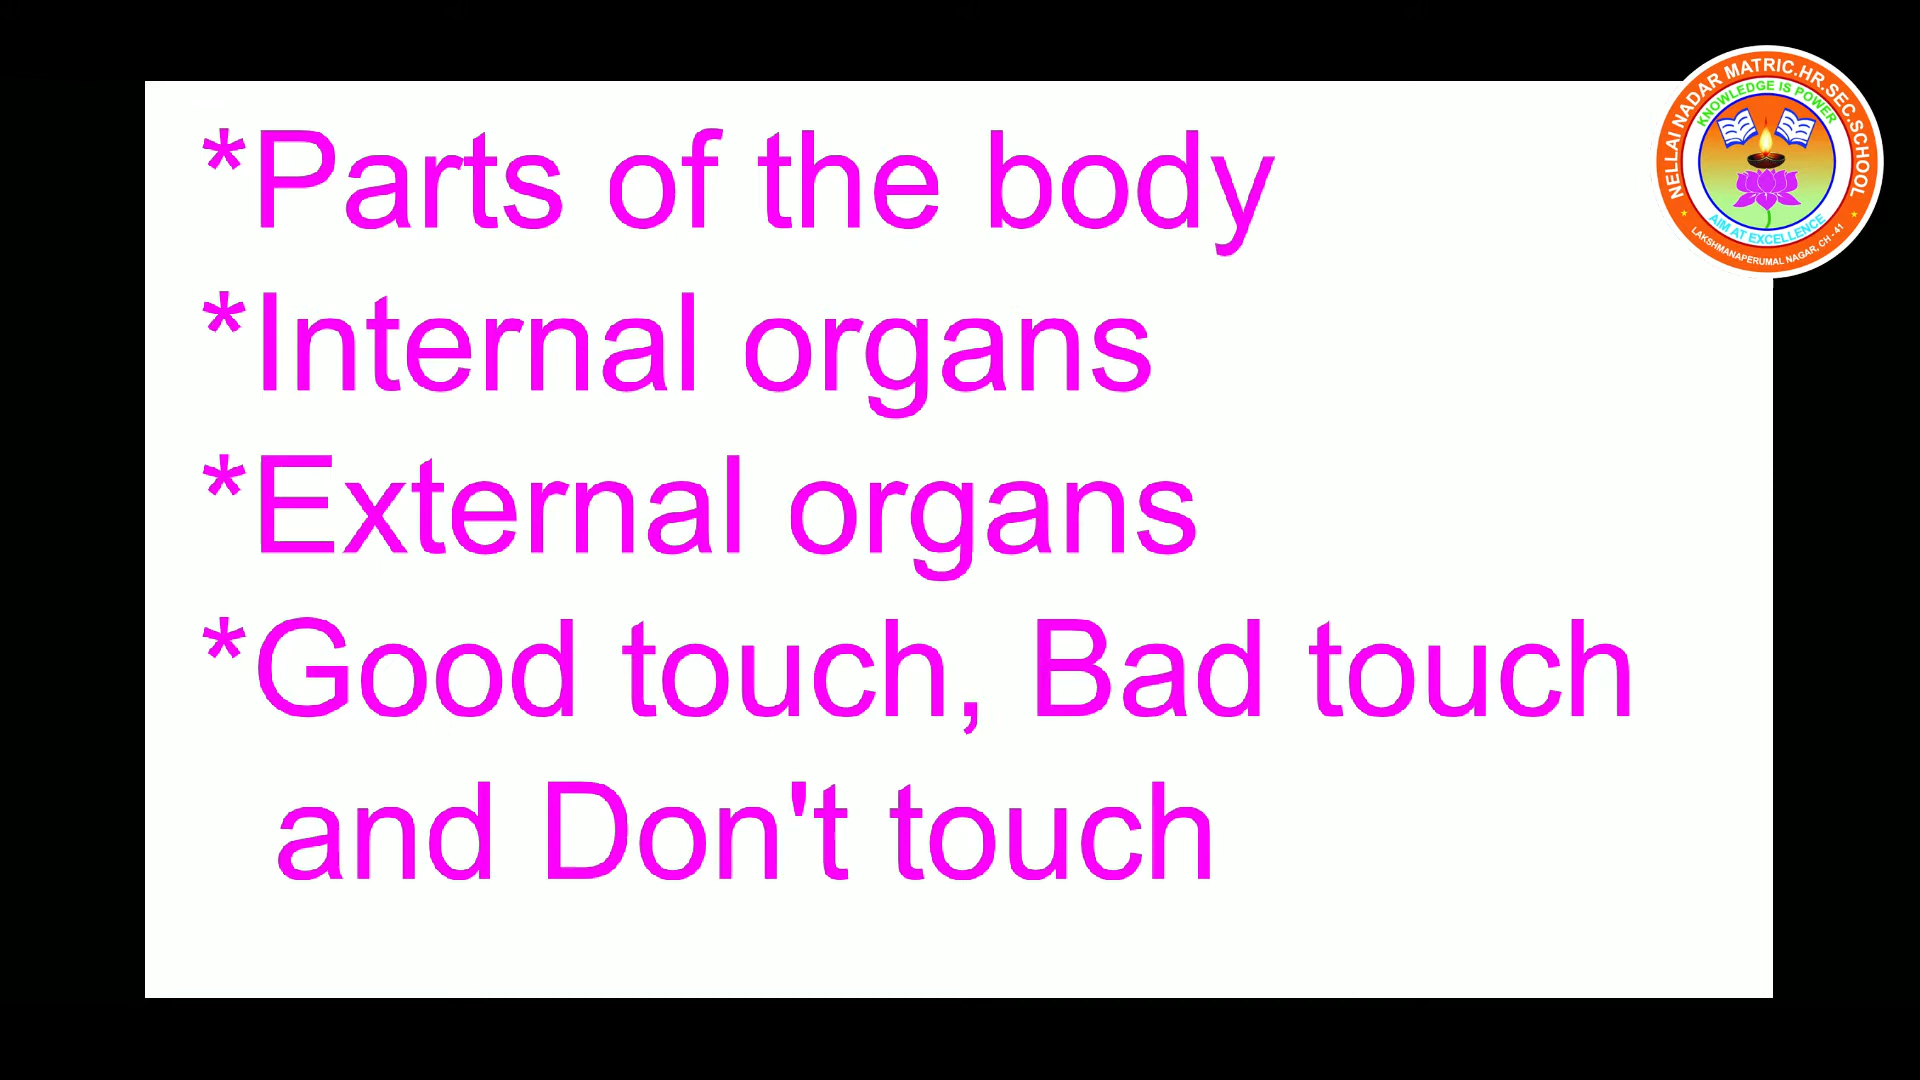 *Parts of the body
*Internal organs
*External organs
*Good touch, Bad touch
and Don't touch
NELLAI NADAR MATRIC.HR.SEC.SCHOOL
KNOWLEDGE IS POWER
AIM AT EXCELLENCE
LAKSHMANAPERUMAL NAGAR, CH - 41